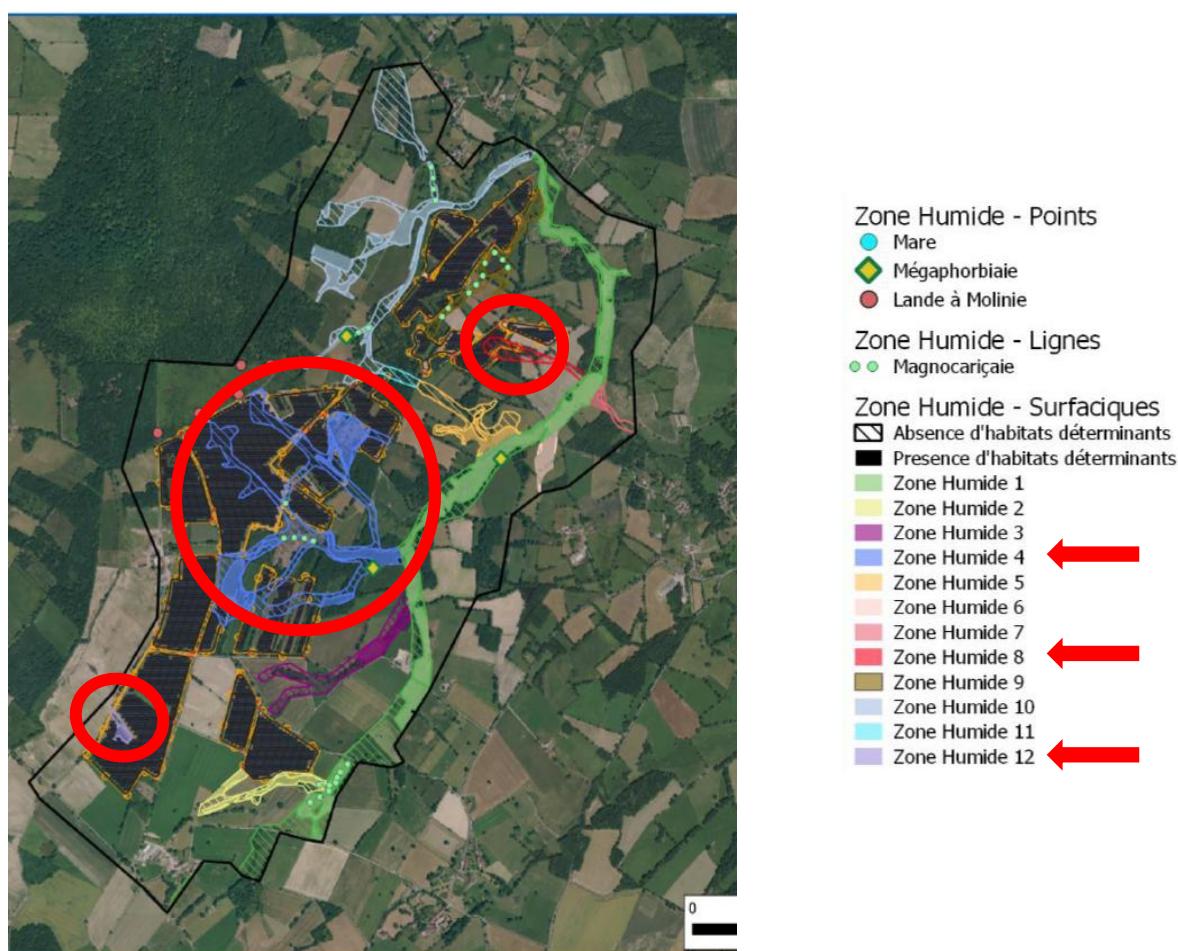 Zone Humide - Points
Mare
Mégaphorbiaie
Lande à Molinie
Zone Humide - Lignes
Magnocariçaie
Zone Humide - Surfaciques
Absence d'habitats déterminants
Presence d'habitats déterminants
Zone Humide 1
Zone Humide 2
Zone Humide 3
Zone Humide 4
Zone Humide 5
Zone Humide 6
Zone Humide 7
Zone Humide 8
Zone Humide 9
Zone Humide 10
Zone Humide 11
Zone Humide 12
0